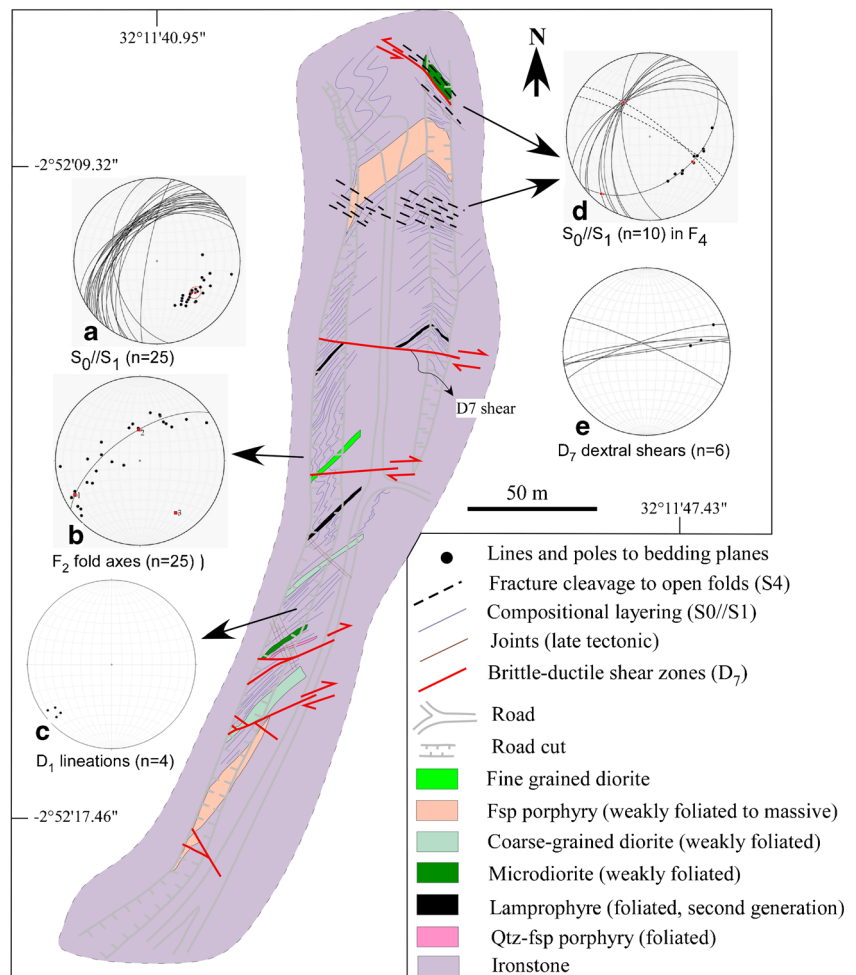 32°11'40.95"
N
-2°52'09.32"
d
S0//S1 (n=10) in F4
a
S0//S1 (n=25)
D7 shear
e
D7 dextral shears (n=6)
2
1
3
b
F2 fold axes (n=25) )
50 m
32°11'47.43"
c
D1 lineations (n=4)
-2°52'17.46"
Lines and poles to bedding planes
Fracture cleavage to open folds (S4)
Compositional layering (S0//S1)
Joints (late tectonic)
Brittle-ductile shear zones (D7)
Road
Road cut
Fine grained diorite
Fsp porphyry (weakly foliated to massive)
Coarse-grained diorite (weakly foliated)
Microdiorite (weakly foliated)
Lamprophyre (foliated, second generation)
Qtz-fsp porphyry (foliated)
Ironstone